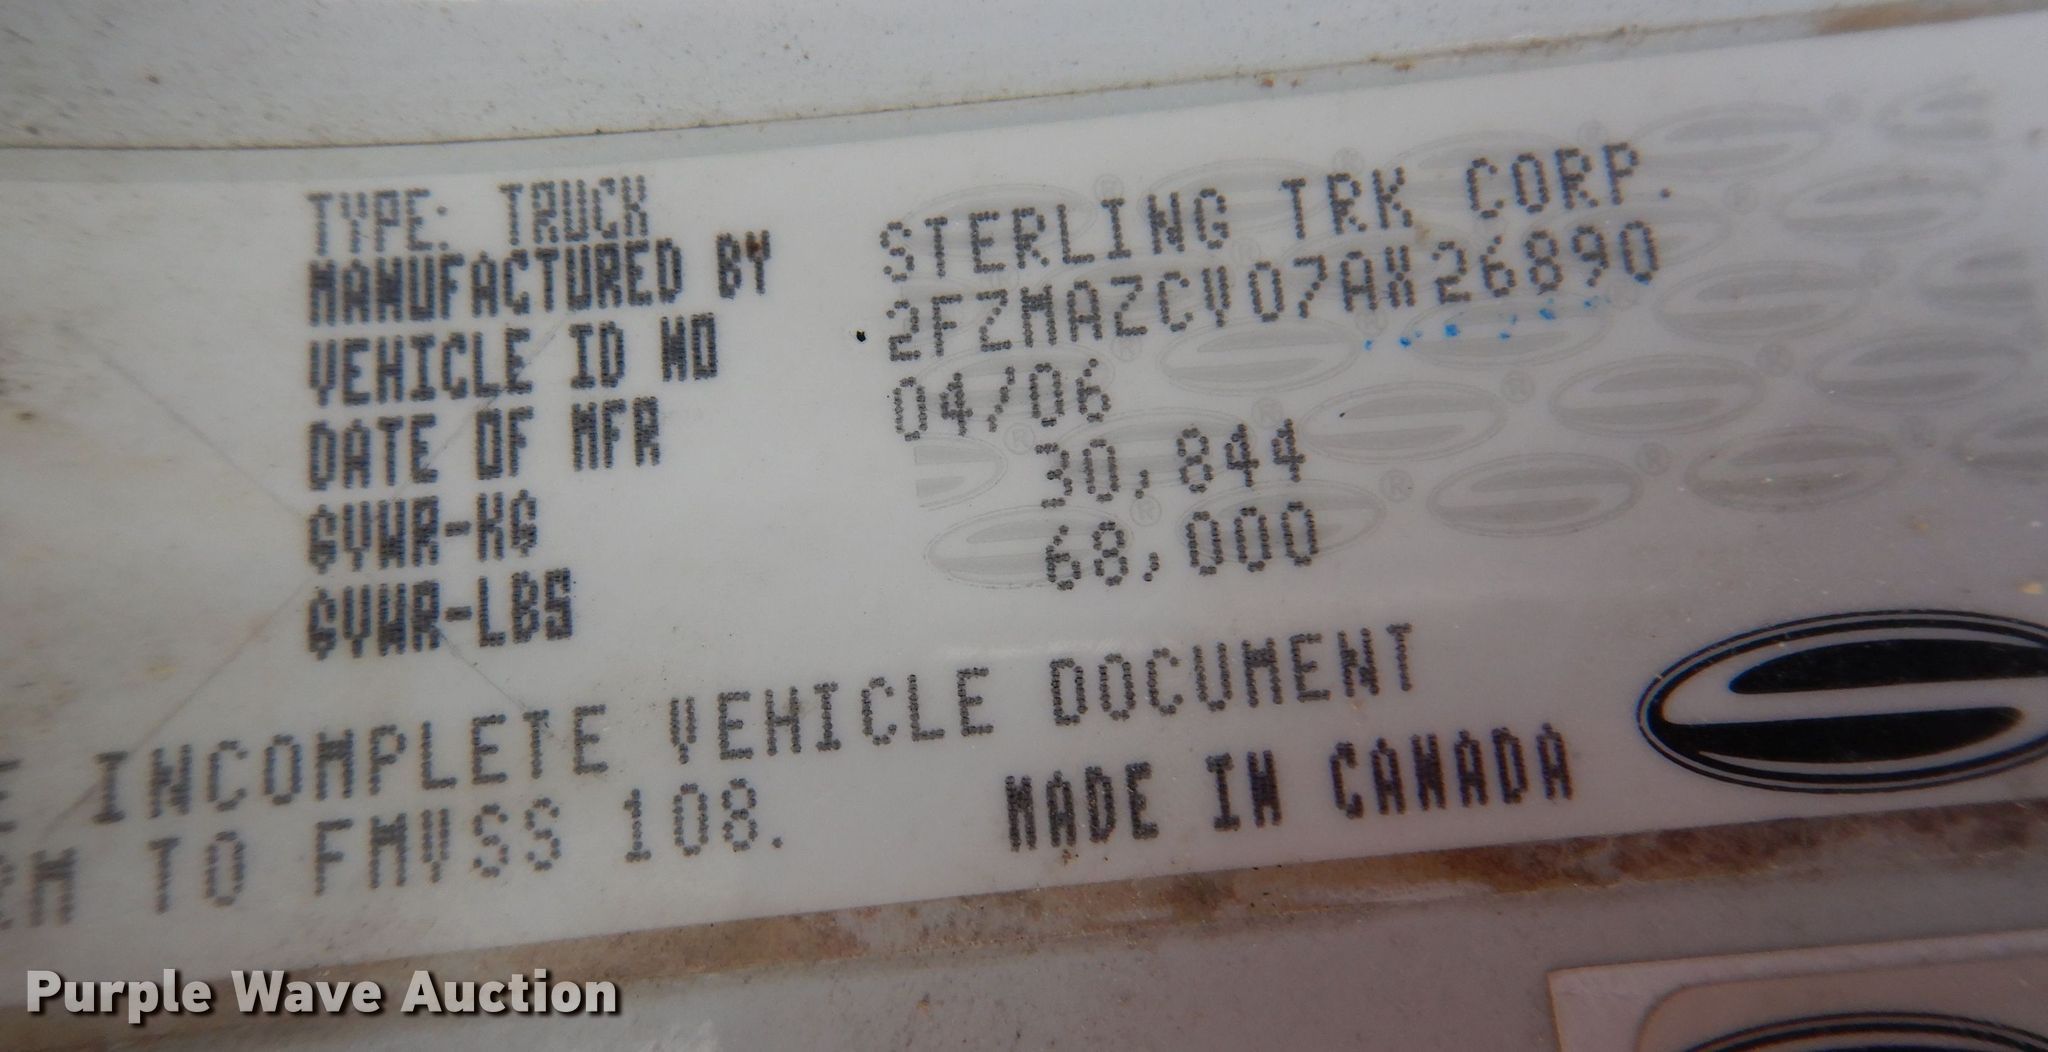 TYPE: TRUCK
MANUFACTURED BY STERLING TRK CORP.
VEHICLE ID NO 2FZMAZCV07AX26890
DATE OF MFR 04/06
GVWR-KG 30,844
GVWR-LBS 68,000
INCOMPLETE VEHICLE DOCUMENT
TO FMVSS 108. MADE IN CANADA
Purple Wave Auction